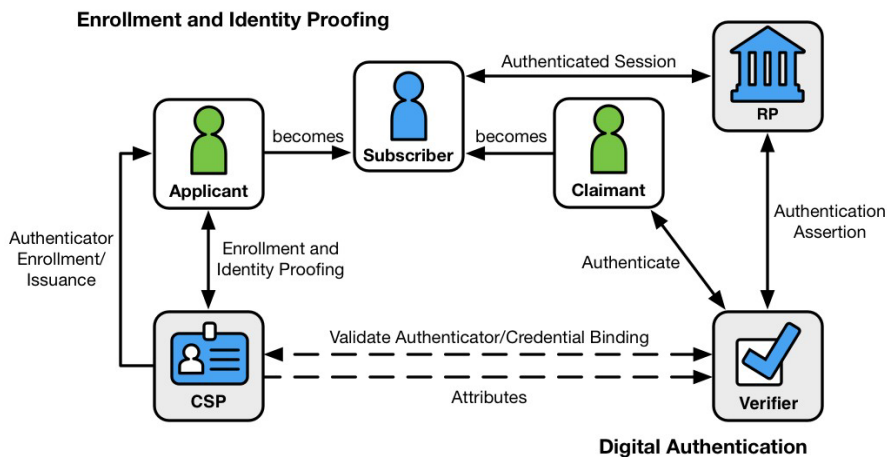 Enrollment and Identity Proofing
Authenticated Session
RP
becomes
Subscriber
becomes
Applicant
Claimant
Authenticator
Enrollment/
Issuance
Enrollment and
Identity Proofing
Authenticate
Authentication
Assertion
Validate Authenticator/Credential Binding
CSP
Attributes
Verifier
Digital Authentication